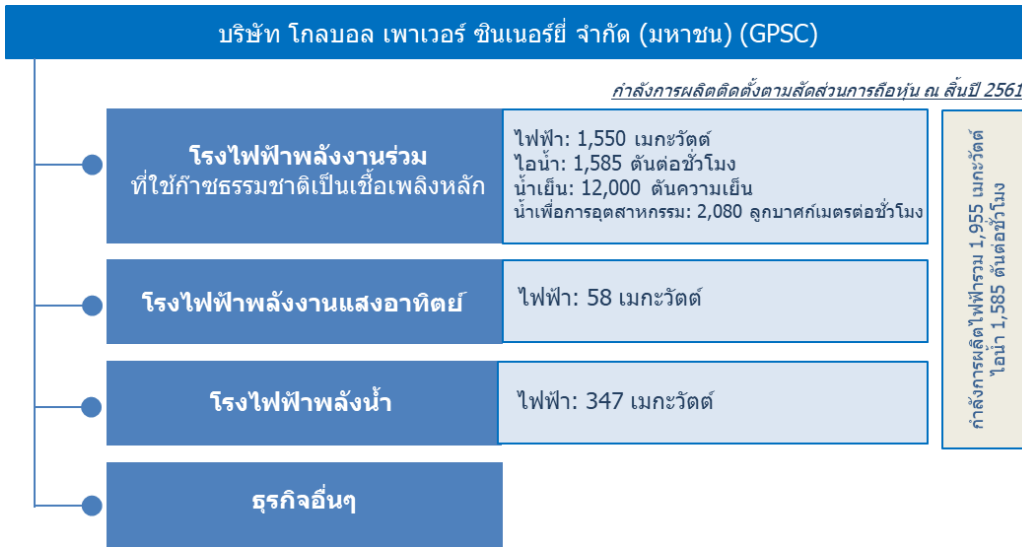 บริษัท โกลบอล เพาเวอร์ ซินเนอร์ยี่ จำกัด (มหาชน) (GPSC)
กำลังการผลิตติดตั้งตามสัดส่วนการถือหุ้น ณ สิ้นปี 2561
โรงไฟฟ้าพลังงานร่วม
ที่ใช้ก๊าซธรรมชาติเป็นเชื้อเพลิงหลัก
ไฟฟ้า: 1,550 เมกะวัตต์
ไอน้ำ: 1,585 ตันต่อชั่วโมง
น้ำเย็น: 12,000 ตันความเย็น
น้ำเพื่อการอุตสาหกรรม: 2,080 ลูกบาศก์เมตรต่อชั่วโมง
โรงไฟฟ้าพลังงานแสงอาทิตย์
ไฟฟ้า: 58 เมกะวัตต์
โรงไฟฟ้าพลังน้ำ
ไฟฟ้า: 347 เมกะวัตต์
ธุรกิจอื่นๆ
กำลังการผลิตไฟฟ้ารวม 1,955 เมกะวัตต์
ไอน้ำ 1,585 ตันต่อชั่วโมง